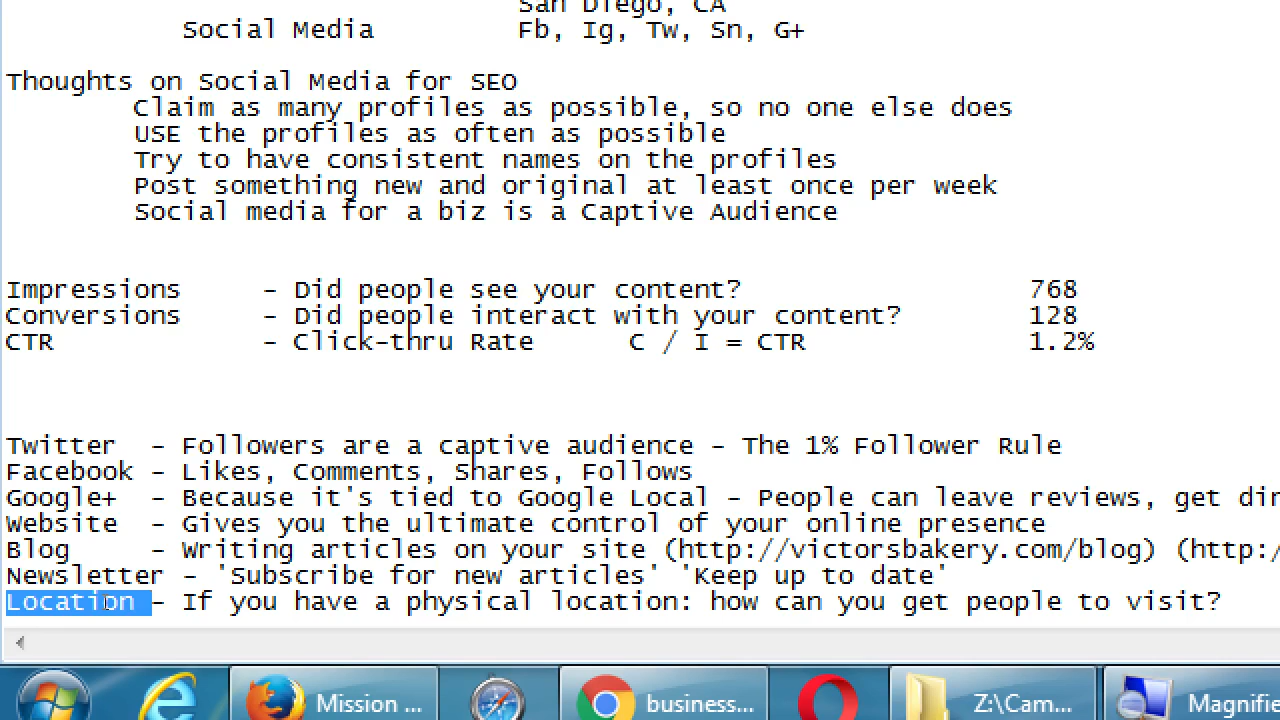 San Diego, CA
Social Media Fb, Ig, Tw, Sn, G+
Thoughts on Social Media for SEO
Claim as many profiles as possible, so no one else does
USE the profiles as often as possible
Try to have consistent names on the profiles
Post something new and original at least once per week
Social media for a biz is a Captive Audience
Impressions - Did people see your content? 768
Conversions - Did people interact with your content? 128
CTR - Click-thru Rate C / I = CTR 1.2%
Twitter - Followers are a captive audience - The 1% Follower Rule
Facebook - Likes, Comments, Shares, Follows
Google+ - Because it's tied to Google Local - People can leave reviews, get dir
Website - Gives you the ultimate control of your online presence
Blog - Writing articles on your site (http://victorsbakery.com/blog) (http:/
Newsletter - 'Subscribe for new articles' 'Keep up to date'
Location - If you have a physical location: how can you get people to visit?
Mission ... business... Z:\Cam... Magnifie